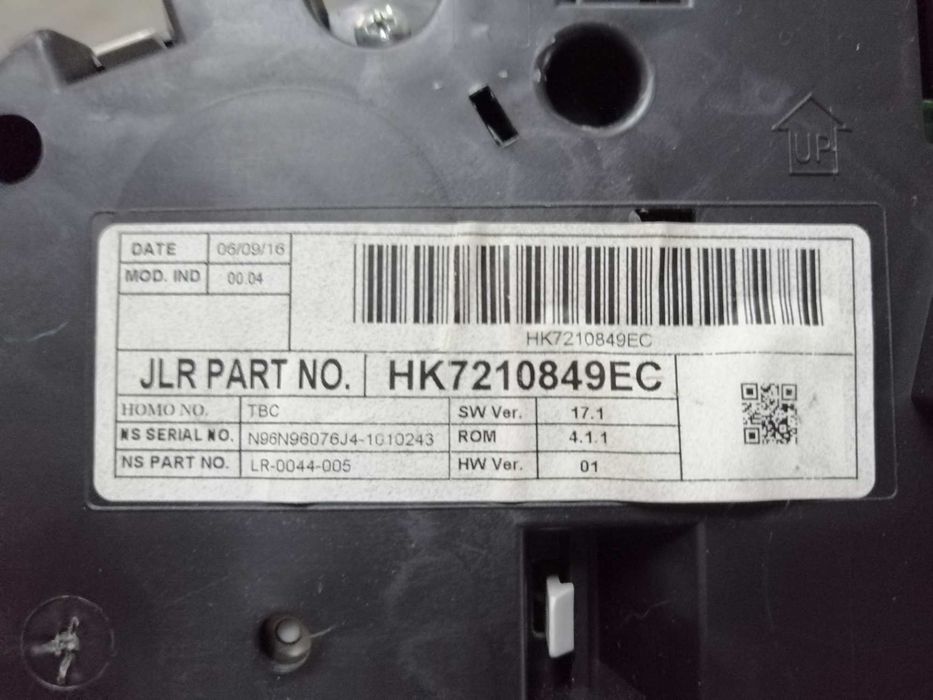 UP
DATE 06/09/16
MOD. IND 00.04
HK7210849EC
JLR PART NO. HK7210849EC
HOMO NO. TBC SW Ver. 17.1
NS SERIAL NO. N96N96076J4-1010243 ROM 4.1.1
NS PART NO. LR-0044-005 HW Ver. 01